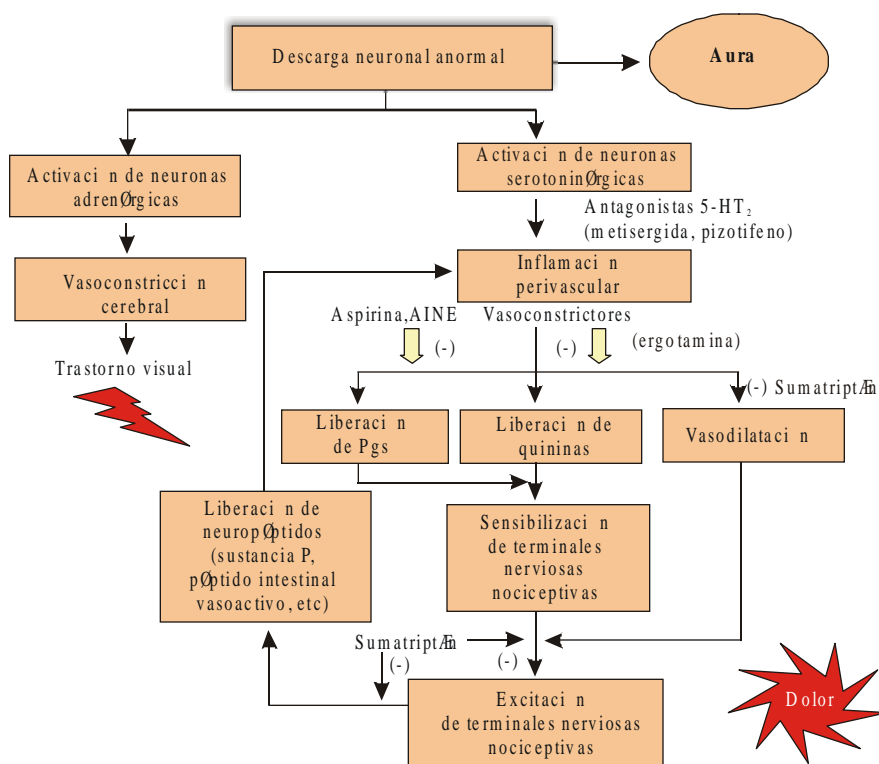 Descarga neuronal anormal
Aura
Activaci n de neuronas
adrenØrgicas
Activaci n de neuronas
serotoninØrgicas
Antagonistas 5-HT₂
(metisergida, pizotifeno)
Vasoconstricci n
cerebral
Inflamaci n
perivascular
Aspirina,AINE
Vasoconstrictores
(-)
(-)
(ergotamina)
Trastorno visual
(-) SumatriptÆn
Liberaci n
de Pgs
Liberaci n de
quininas
Vasodilataci n
Liberaci n de
neuropØptidos
(sustancia P,
pØptido intestinal
vasoactivo, etc)
Sensibilizaci n
de terminales
nerviosas
nociceptivas
SumatriptÆn
(-)
(-)
Excitaci n
de terminales nerviosas
nociceptivas
Dolor